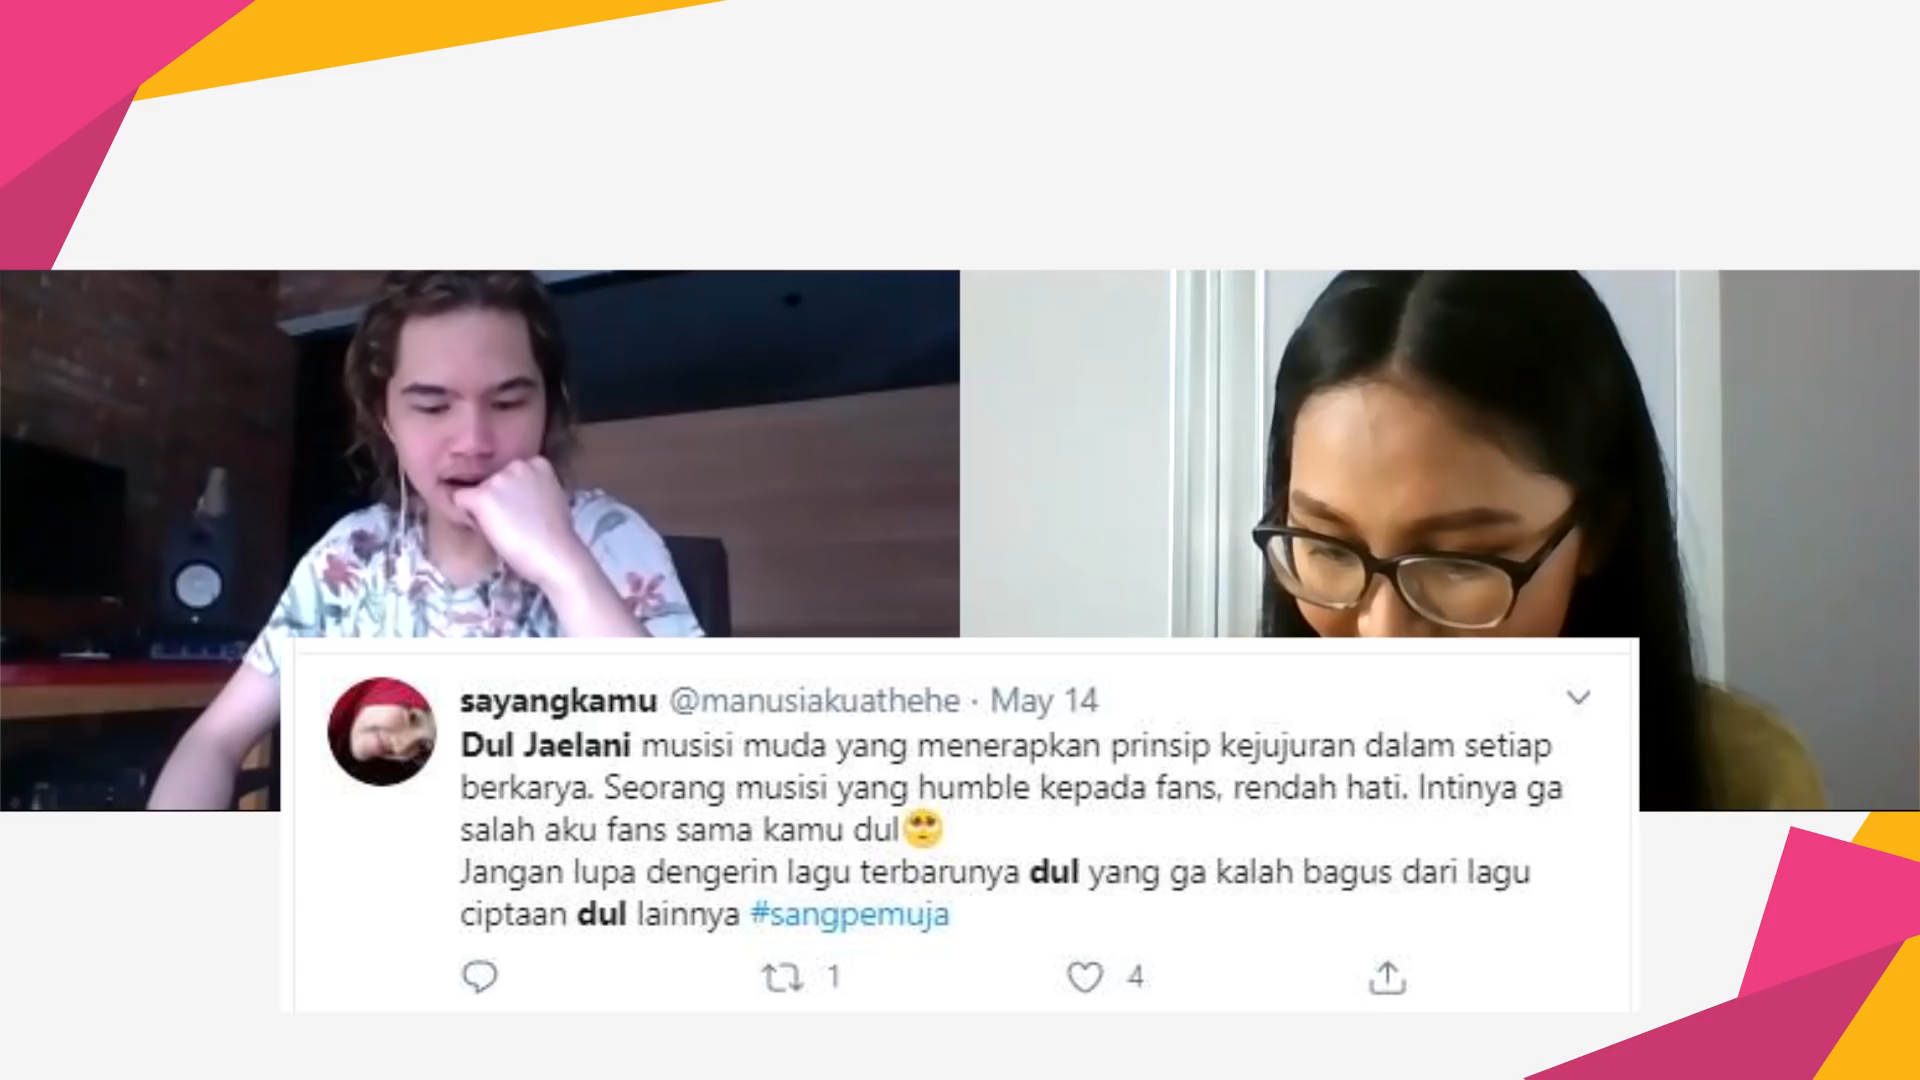 sayangkamu @manusiakuathehe · May 14
Dul Jaelani musisi muda yang menerapkan prinsip kejujuran dalam setiap
berkarya. Seorang musisi yang humble kepada fans, rendah hati. Intinya ga
salah aku fans sama kamu dul🥺
Jangan lupa dengerin lagu terbarunya dul yang ga kalah bagus dari lagu
ciptaan dul lainnya #sangpemuja
1 4